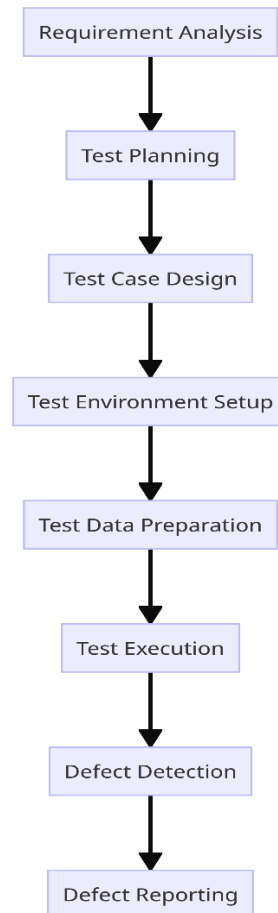 Requirement Analysis
Test Planning
Test Case Design
Test Environment Setup
Test Data Preparation
Test Execution
Defect Detection
Defect Reporting